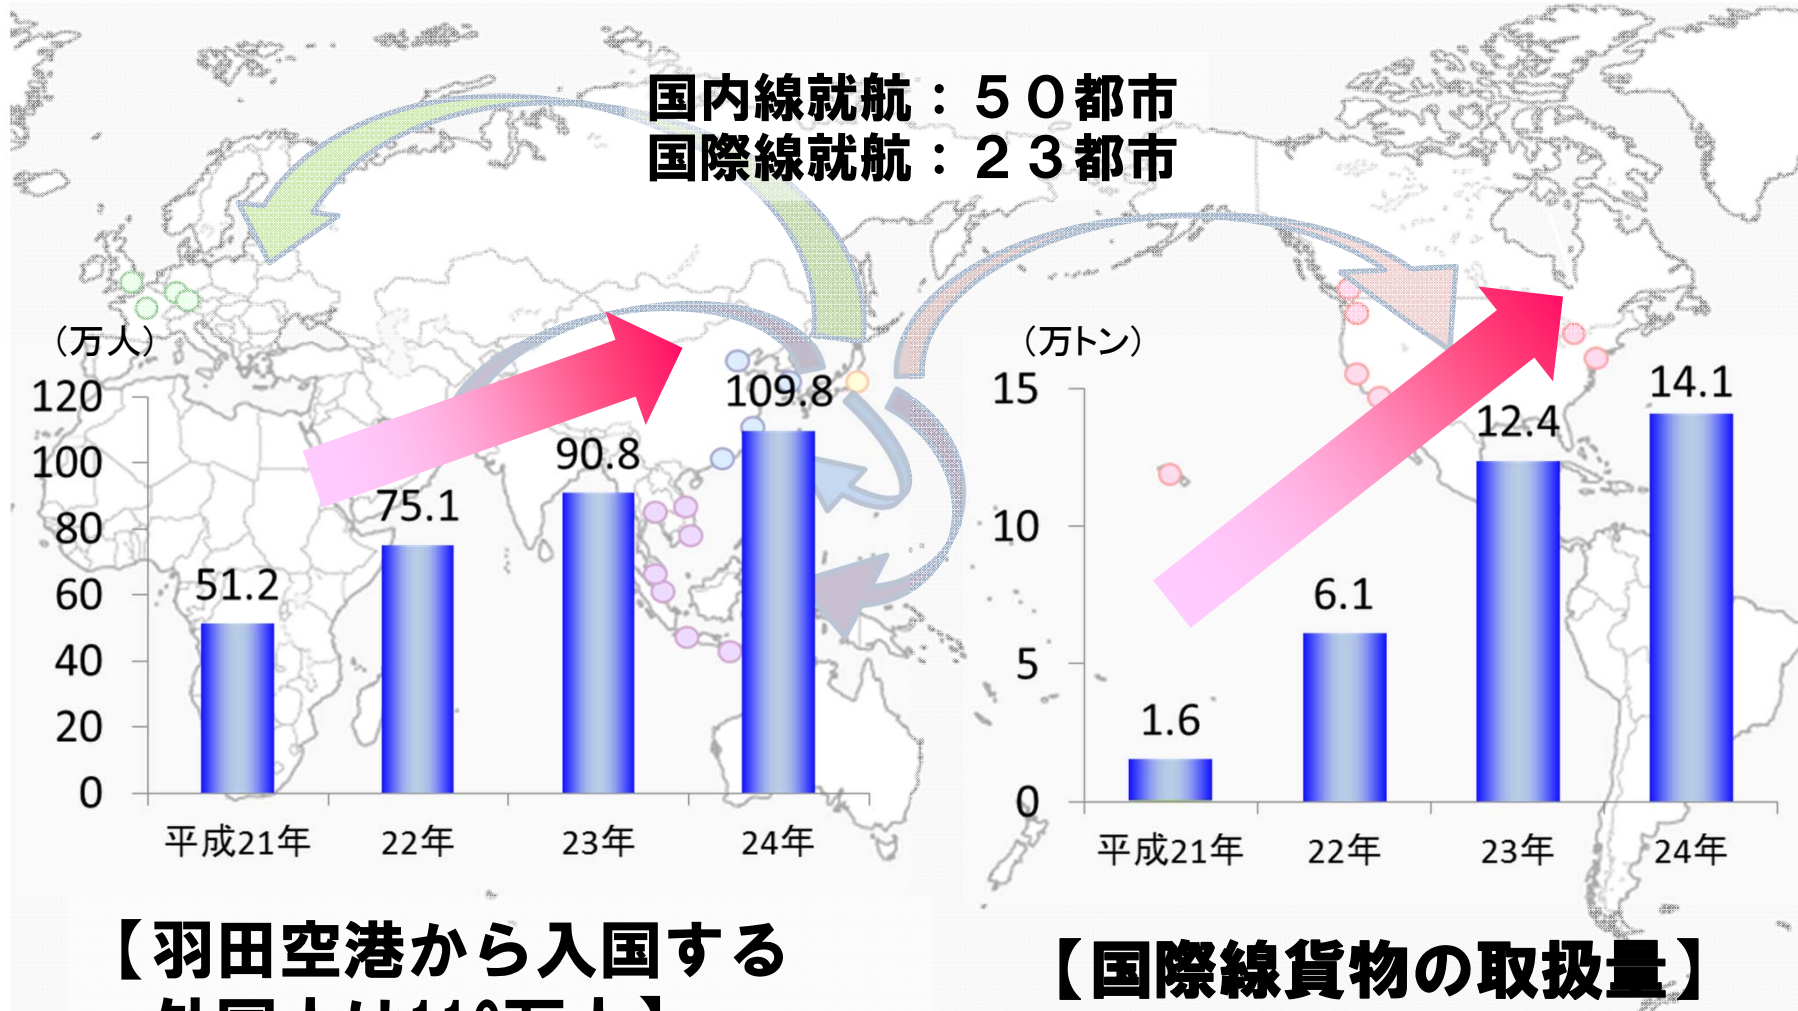 国内線就航：５０都市
国際線就航：２３都市
（万人）
120
100
80
60
40
20
0
51.2
75.1
90.8
109.8
平成21年
22年
23年
24年
【羽田空港から入国する
（万トン）
15
10
5
0
1.6
6.1
12.4
14.1
平成21年
22年
23年
24年
【国際線貨物の取扱量】